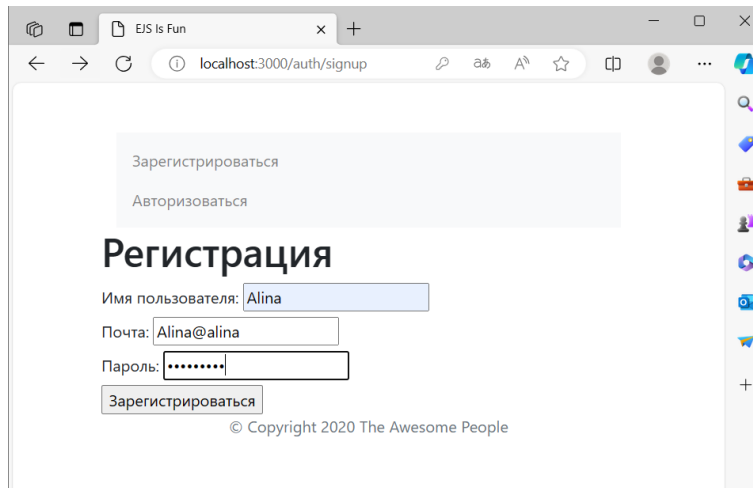 EJS Is Fun
localhost:3000/auth/signup
Зарегистрироваться
Авторизоваться
Регистрация
Имя пользователя: Alina
Почта: Alina@alina
Пароль: •••••••••
Зарегистрироваться
© Copyright 2020 The Awesome People